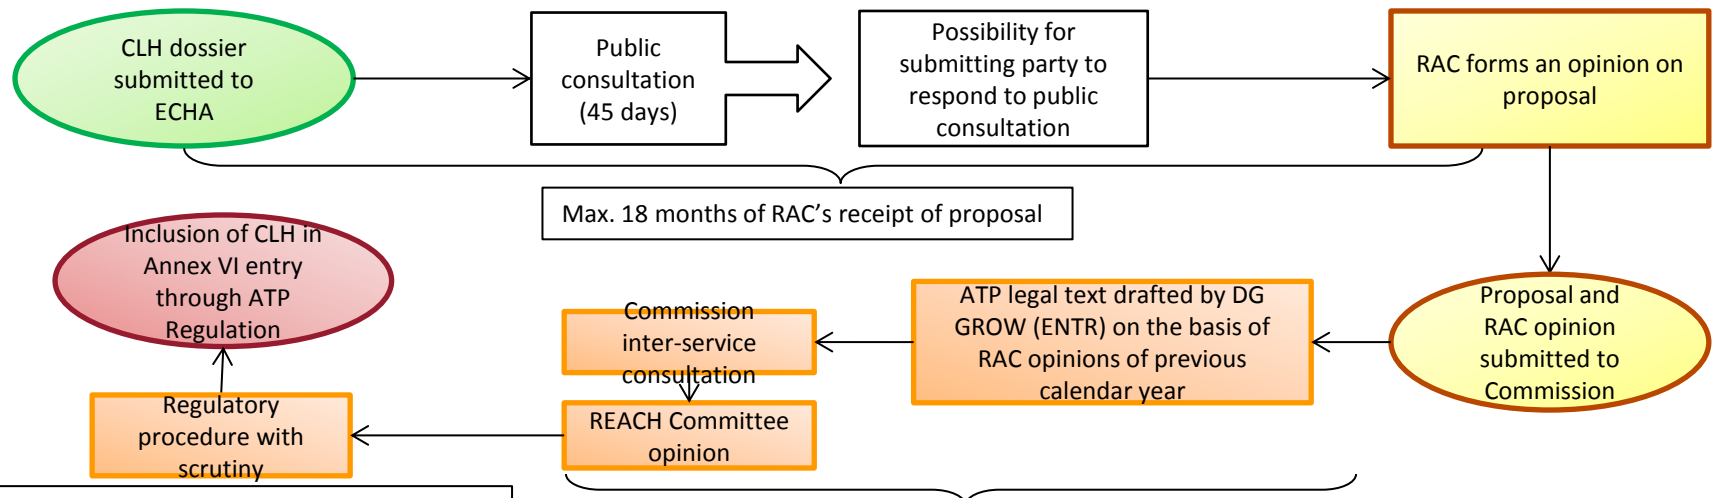 CLH dossier
submitted to
ECHA
Public
consultation
(45 days)
Possibility for
submitting party to
respond to public
consultation
RAC forms an opinion on
proposal
Max. 18 months of RAC’s receipt of proposal
Proposal and
RAC opinion
submitted to
Commission
ATP legal text drafted by DG
GROW (ENTR) on the basis of
RAC opinions of previous
calendar year
Commission
inter-service
consultation
REACH Committee
opinion
Regulatory
procedure with
scrutiny
Inclusion of CLH in
Annex VI entry
through ATP
Regulation